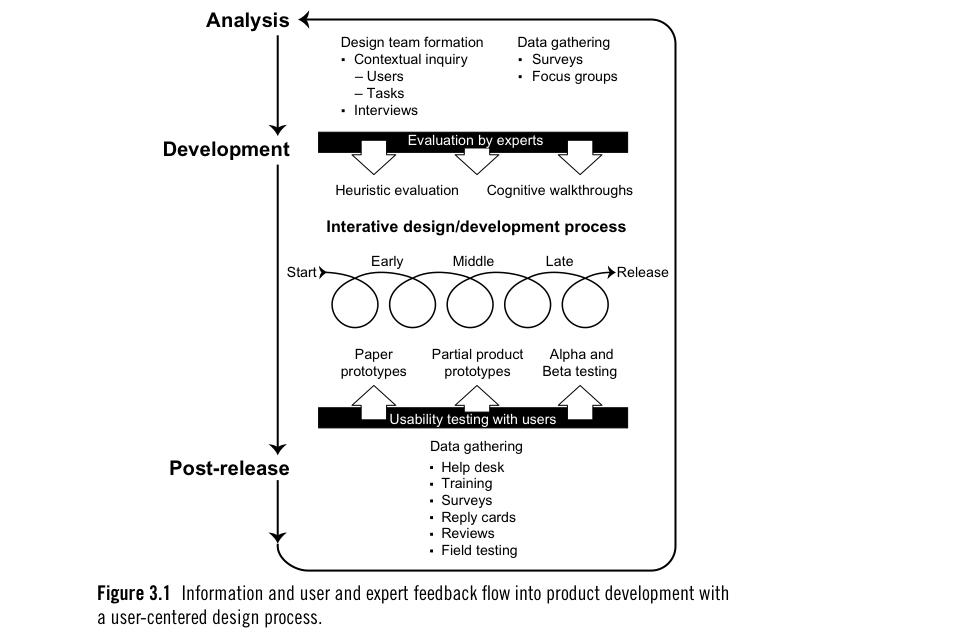 Analysis
Design team formation
▪ Contextual inquiry
– Users
– Tasks
▪ Interviews
Data gathering
▪ Surveys
▪ Focus groups
Evaluation by experts
Development
Heuristic evaluation
Cognitive walkthroughs
Interative design/development process
Early
Middle
Late
Start
Release
Paper
prototypes
Partial product
prototypes
Alpha and
Beta testing
Usability testing with users
Data gathering
Post-release
▪ Help desk
▪ Training
▪ Surveys
▪ Reply cards
▪ Reviews
▪ Field testing
Figure 3.1 Information and user and expert feedback flow into product development with
a user-centered design process.